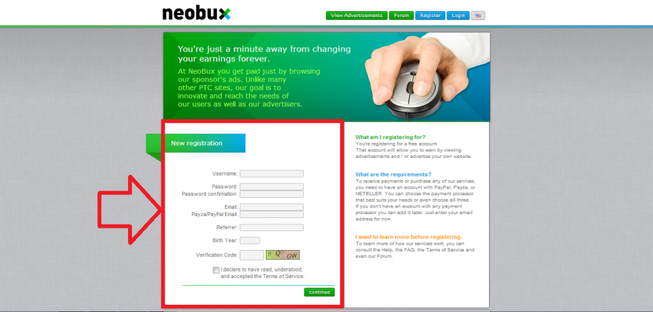 neobux
View Advertisements
Forum
Register
Login
You're just a minute away from changing
your earnings forever.
At NeoBux you get paid just by browsing
our sponsor's ads. Unlike many
other PTC sites, our goal is to
innovate and reach the needs of
our users as well as our advertisers.
New registration
Username:
Password:
Password confirmation:
Email:
Payza/PayPal Email:
Referrer:
Birth Year:
Verification Code:
I declare to have read, understood,
and accepted the Terms of Service
continue
What am I registering for?
You're registering for a free account.
That account will allow you to earn by viewing
advertisements and / or advertise your own website.
What are the requirements?
To receive payments or purchase any of our services,
you need to have an account with PayPal, Payza, or
NETELLER. You can choose the payment processor
that best suits your needs or even choose all three.
If you don't have an account with any payment
processor you can add it later. Just enter your email
address for now.
I want to learn more before registering.
To learn more of how our services work, you can
consult the Help, the FAQ, the Terms of Service and
even our Forum.